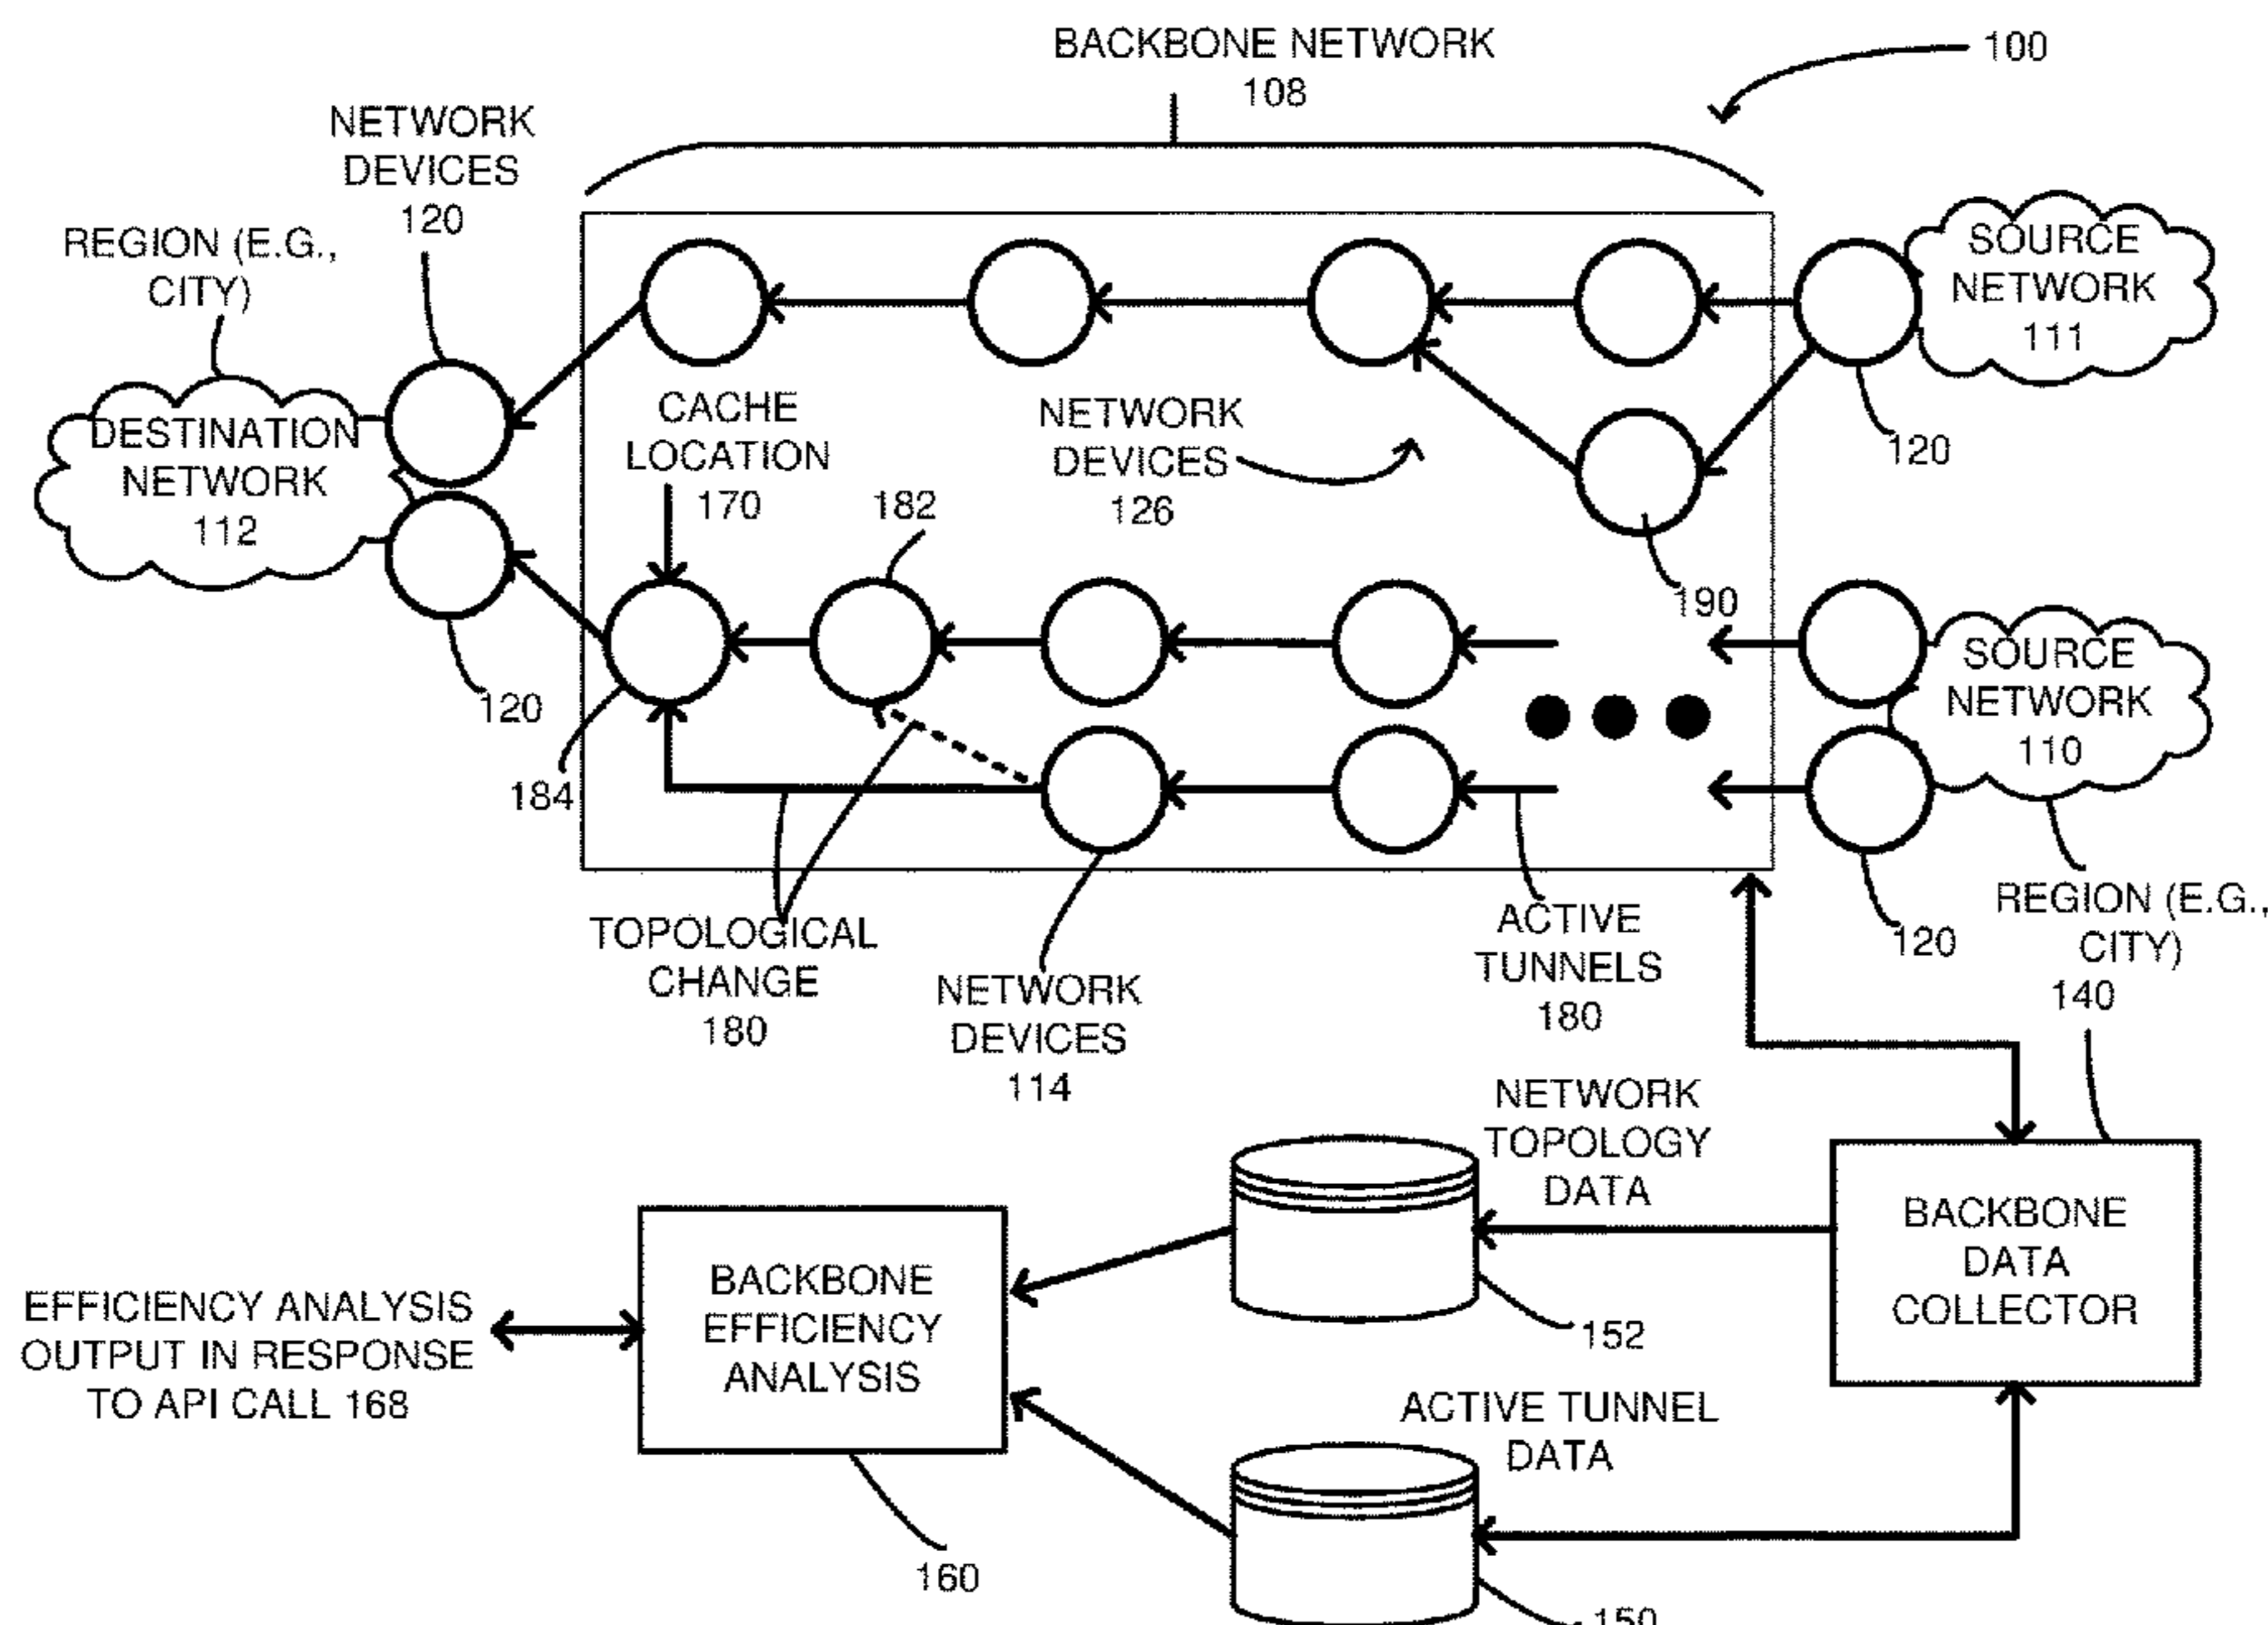 BACKBONE NETWORK
108
100
NETWORK
DEVICES
120
REGION (E.G.,
CITY)
SOURCE
NETWORK
111
DESTINATION
NETWORK
112
CACHE
LOCATION
170
NETWORK
DEVICES
126
120
182
190
120
184
SOURCE
NETWORK
110
TOPOLOGICAL
CHANGE
180
NETWORK
DEVICES
114
ACTIVE
TUNNELS
180
120
REGION (E.G.,
CITY)
140
NETWORK
TOPOLOGY
DATA
BACKBONE
DATA
COLLECTOR
BACKBONE
EFFICIENCY
ANALYSIS
EFFICIENCY ANALYSIS
OUTPUT IN RESPONSE
TO API CALL 168
152
ACTIVE TUNNEL
DATA
160
150